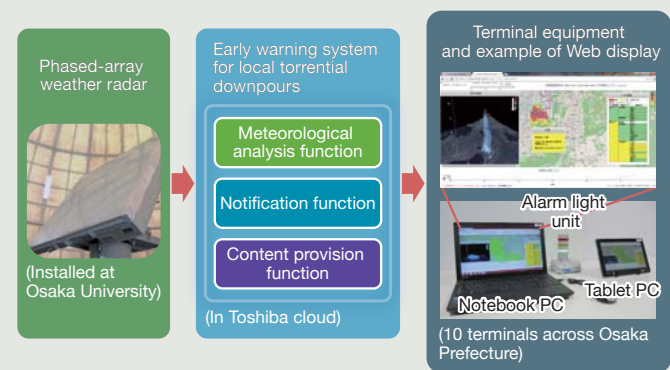 Phased-array
weather radar
(Installed at
Osaka University)
Early warning system
for local torrential
downpours
Meteorological
analysis function
Notification function
Content provision
function
(In Toshiba cloud)
Terminal equipment
and example of Web display
Alarm light
unit
Notebook PC
Tablet PC
(10 terminals across Osaka
Prefecture)